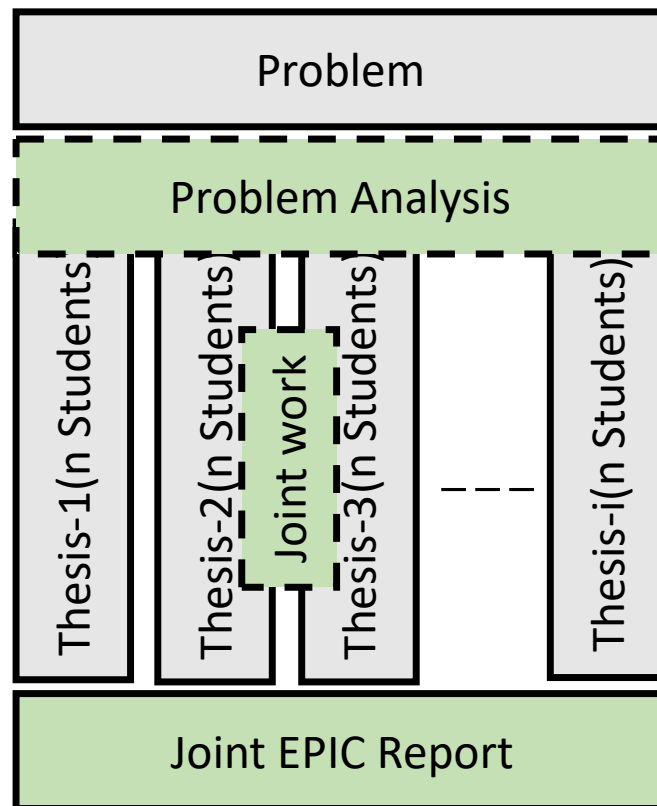 Problem
Problem Analysis
Thesis-1(n Students)
Thesis-2(n Students)
Joint work
Thesis-3(n Students)
Thesis-i(n Students)
Joint EPIC Report